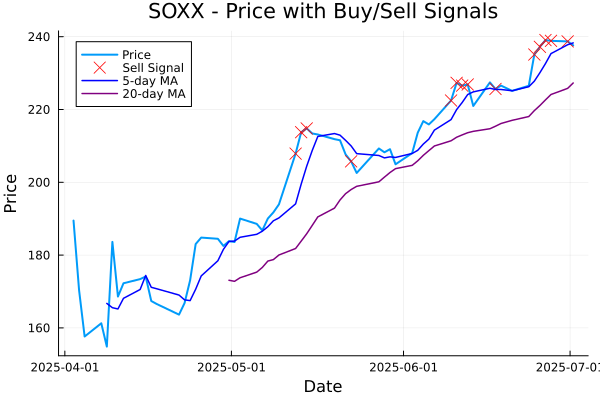 SOXX - Price with Buy/Sell Signals
Price
Sell Signal
5-day MA
20-day MA
240
220
200
180
160
Price
2025-04-01
2025-05-01
2025-06-01
2025-07-01
Date